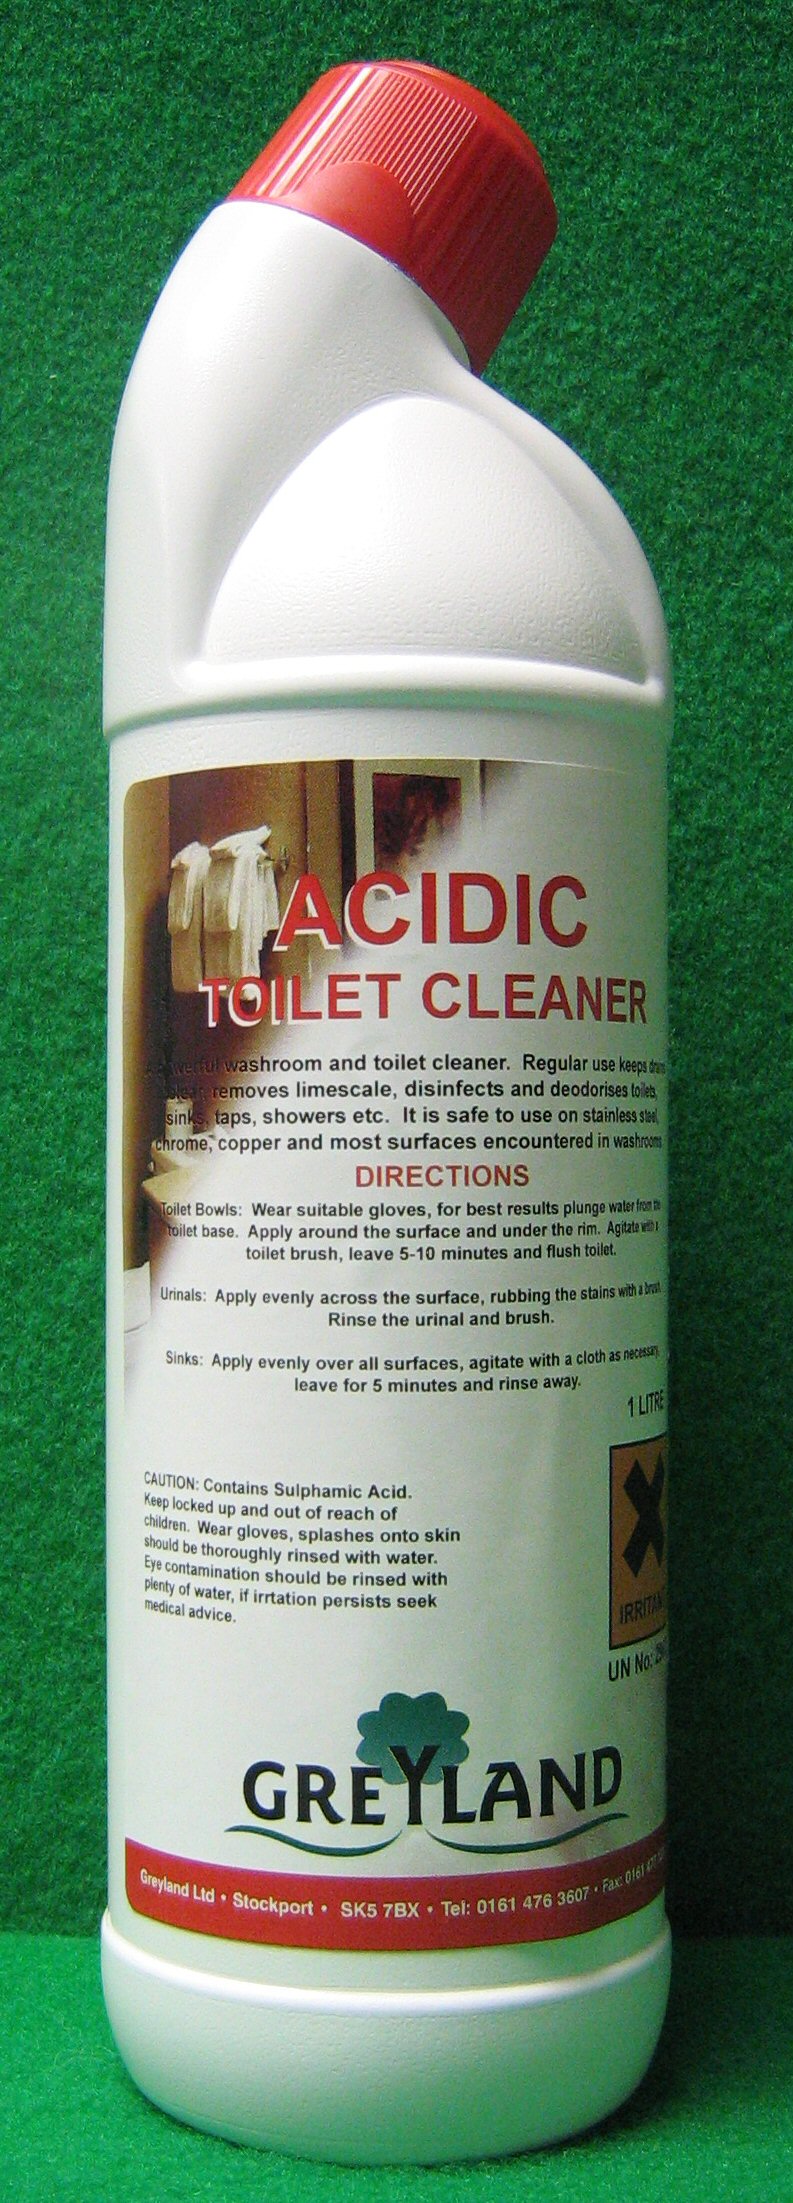 ACIDIC
TOILET CLEANER
A powerful washroom and toilet cleaner. Regular use keeps drains
clear, removes limescale, disinfects and deodorises toilets,
sinks, taps, showers etc. It is safe to use on stainless steel,
chrome, copper and most surfaces encountered in washrooms
DIRECTIONS
Toilet Bowls: Wear suitable gloves, for best results plunge water from the
toilet base. Apply around the surface and under the rim. Agitate with a
toilet brush, leave 5-10 minutes and flush toilet.
Urinals: Apply evenly across the surface, rubbing the stains with a brush.
Rinse the urinal and brush.
Sinks: Apply evenly over all surfaces, agitate with a cloth as necessary,
leave for 5 minutes and rinse away.
1 LITRE
CAUTION: Contains Sulphamic Acid.
Keep locked up and out of reach of
children. Wear gloves, splashes onto skin
should be thoroughly rinsed with water.
Eye contamination should be rinsed with
plenty of water, if irrtation persists seek
medical advice.
IRRITAN
UN No:
GREYLAND
Greyland Ltd • Stockport • SK5 7BX • Tel: 0161 476 3607 • Fax: 0161